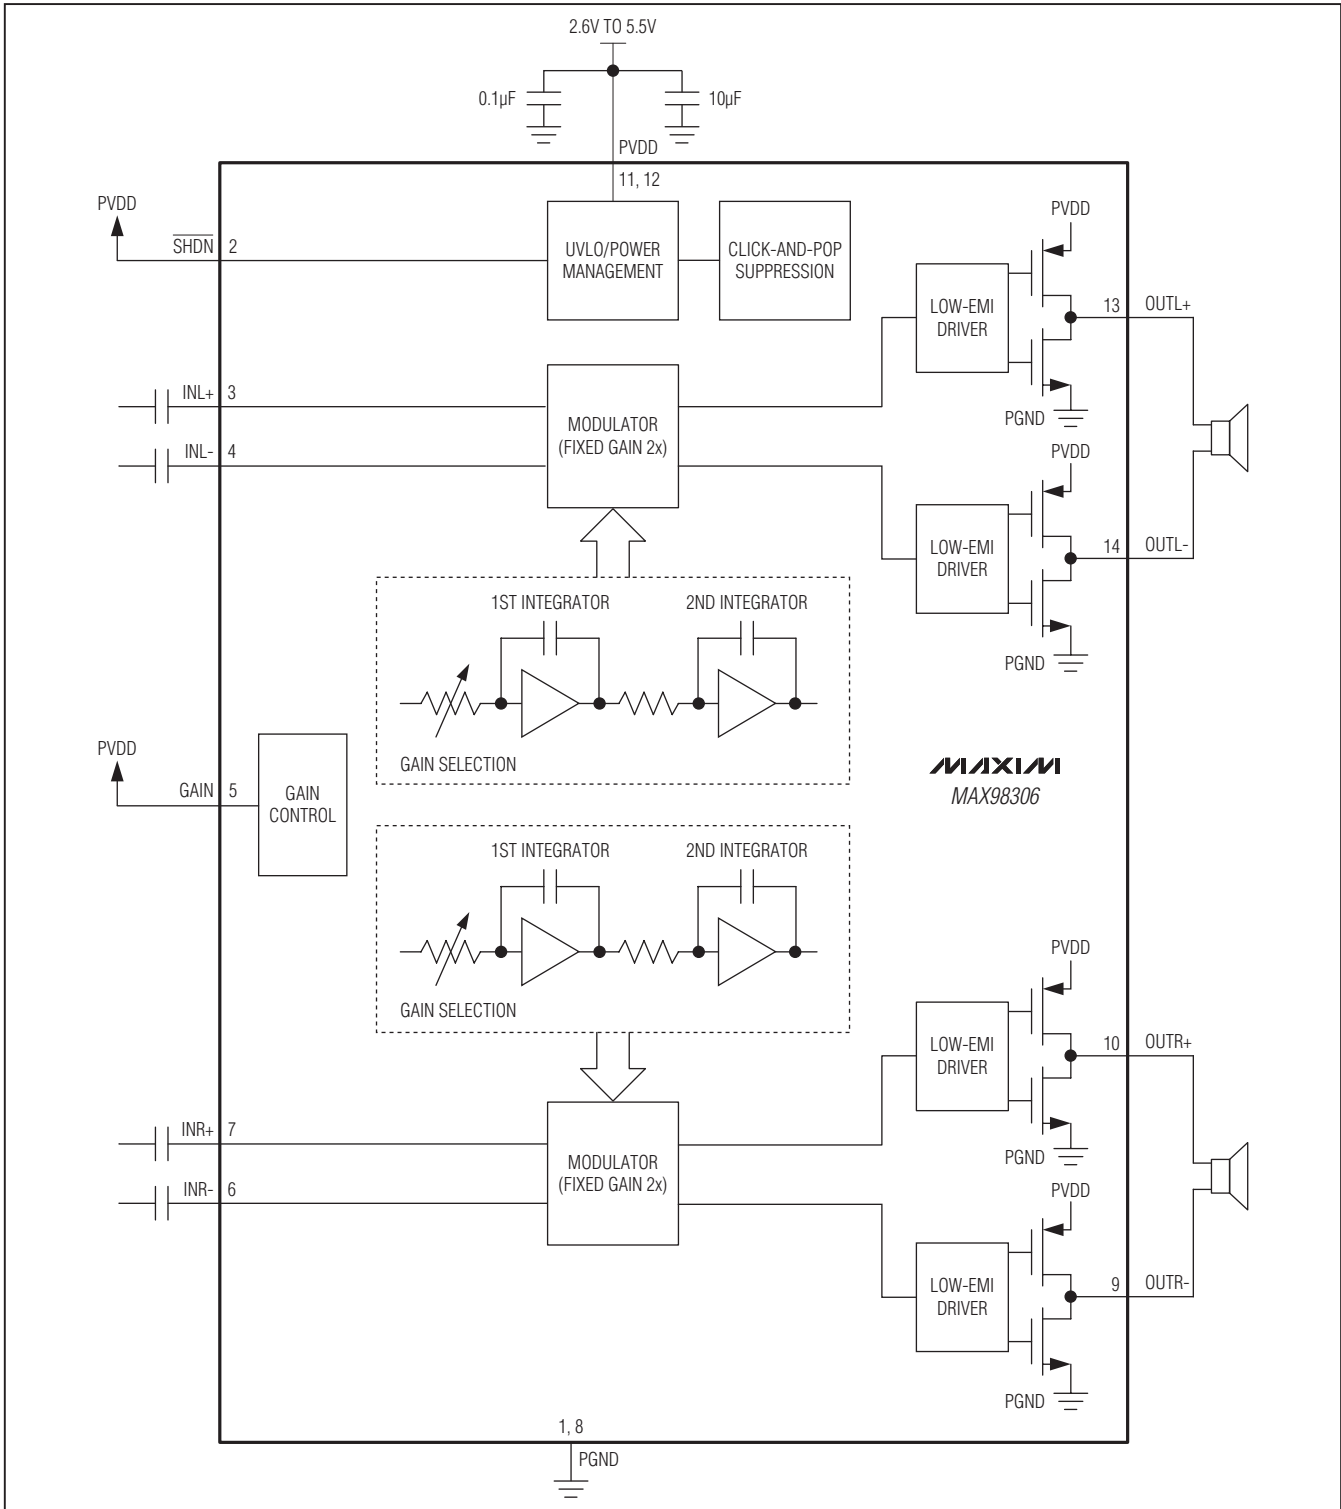 2.6V TO 5.5V
0.1µF
10µF
PVDD
11, 12
PVDD
SHDN
2
UVLO/POWER
MANAGEMENT
CLICK-AND-POP
SUPPRESSION
PVDD
LOW-EMI
DRIVER
13
OUTL+
PGND
INL+
3
INL-
4
MODULATOR
(FIXED GAIN 2x)
PVDD
LOW-EMI
DRIVER
14
OUTL-
PGND
1ST INTEGRATOR
2ND INTEGRATOR
GAIN SELECTION
PVDD
GAIN
5
GAIN
CONTROL
MAXIM
MAX98306
1ST INTEGRATOR
2ND INTEGRATOR
GAIN SELECTION
PVDD
LOW-EMI
DRIVER
10
OUTR+
PGND
INR+
7
INR-
6
MODULATOR
(FIXED GAIN 2x)
PVDD
LOW-EMI
DRIVER
9
OUTR-
PGND
1, 8
PGND